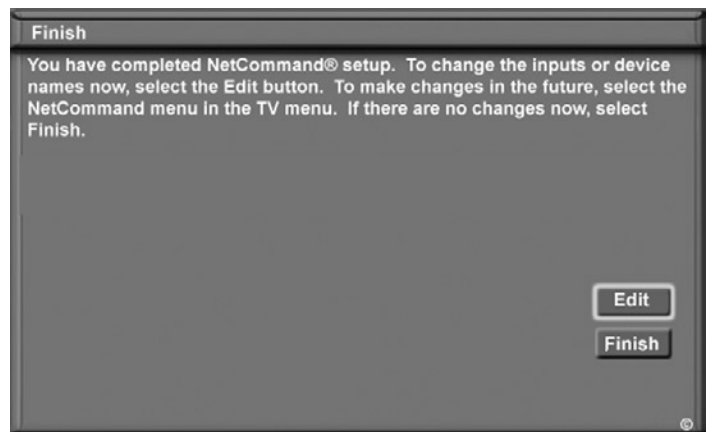 Finish
You have completed NetCommand® setup.  To change the inputs or device
names now, select the Edit button.  To make changes in the future, select the
NetCommand menu in the TV menu.  If there are no changes now, select
Finish.
Edit
Finish
©